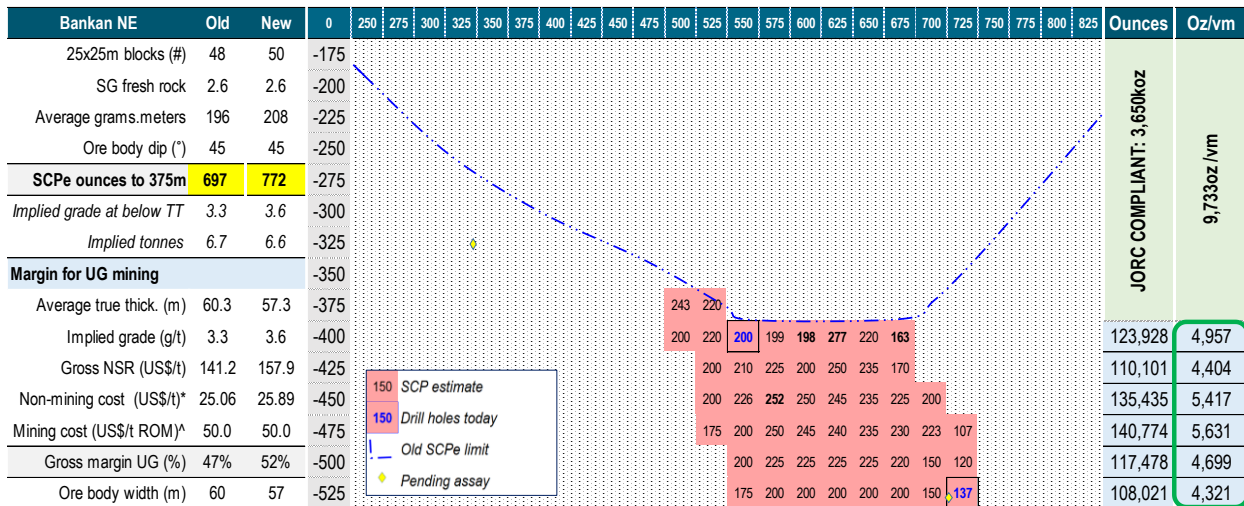 Bankan NE Old New 0 250 275 300 325 350 375 400 425 450 475 500 525 550 575 600 625 650 675 700 725 750 775 800 825 Ounces Oz/vm
25x25m blocks (#) 48 50 -175
SG fresh rock 2.6 2.6 -200
Average grams.meters 196 208 -225
Ore body dip (°) 45 45 -250
SCPe ounces to 375m 697 772 -275
Implied grade at below TT 3.3 3.6 -300
Implied tonnes 6.7 6.6 -325
Margin for UG mining -350
JORC COMPLIANT: 3,650koz
9,733oz /vm
Average true thick. (m) 60.3 57.3 -375 243 220
Implied grade (g/t) 3.3 3.6 -400 200 220 200 199 198 277 220 163 123,928 4,957
Gross NSR (US$/t) 141.2 157.9 -425 200 210 225 200 250 235 170 110,101 4,404
Non-mining cost (US$/t)* 25.06 25.89 -450 200 226 252 250 245 235 225 200 135,435 5,417
Mining cost (US$/t ROM)^ 50.0 50.0 -475 175 200 250 245 240 235 230 223 107 140,774 5,631
Gross margin UG (%) 47% 52% -500 200 225 225 225 235 220 150 120 117,478 4,699
Ore body width (m) 60 57 -525 175 200 200 200 200 200 150 137 108,021 4,321
150 SCP estimate
150 Drill holes today
Old SCPe limit
Pending assay